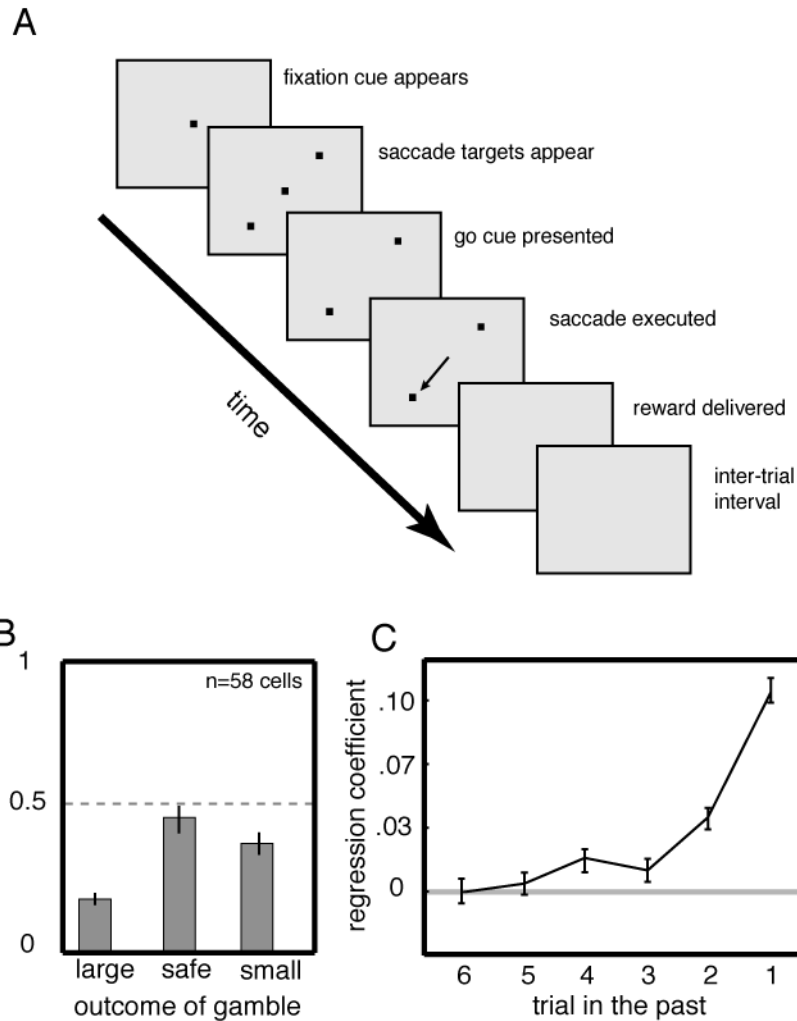 A
fixation cue appears
saccade targets appear
go cue presented
saccade executed
reward delivered
inter-trial
interval
time
B
1
n=58 cells
0.5
0
large safe small
outcome of gamble
C
regression coefficient
.10
.07
.03
0
6 5 4 3 2 1
trial in the past